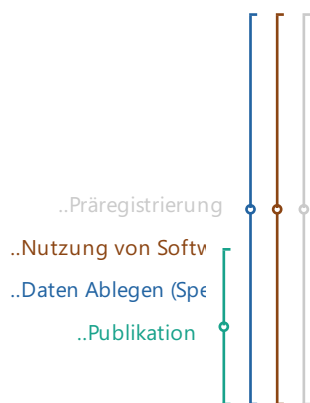 ..Präregistrierung
..Nutzung von Softw
..Daten Ablegen (Spe
..Publikation